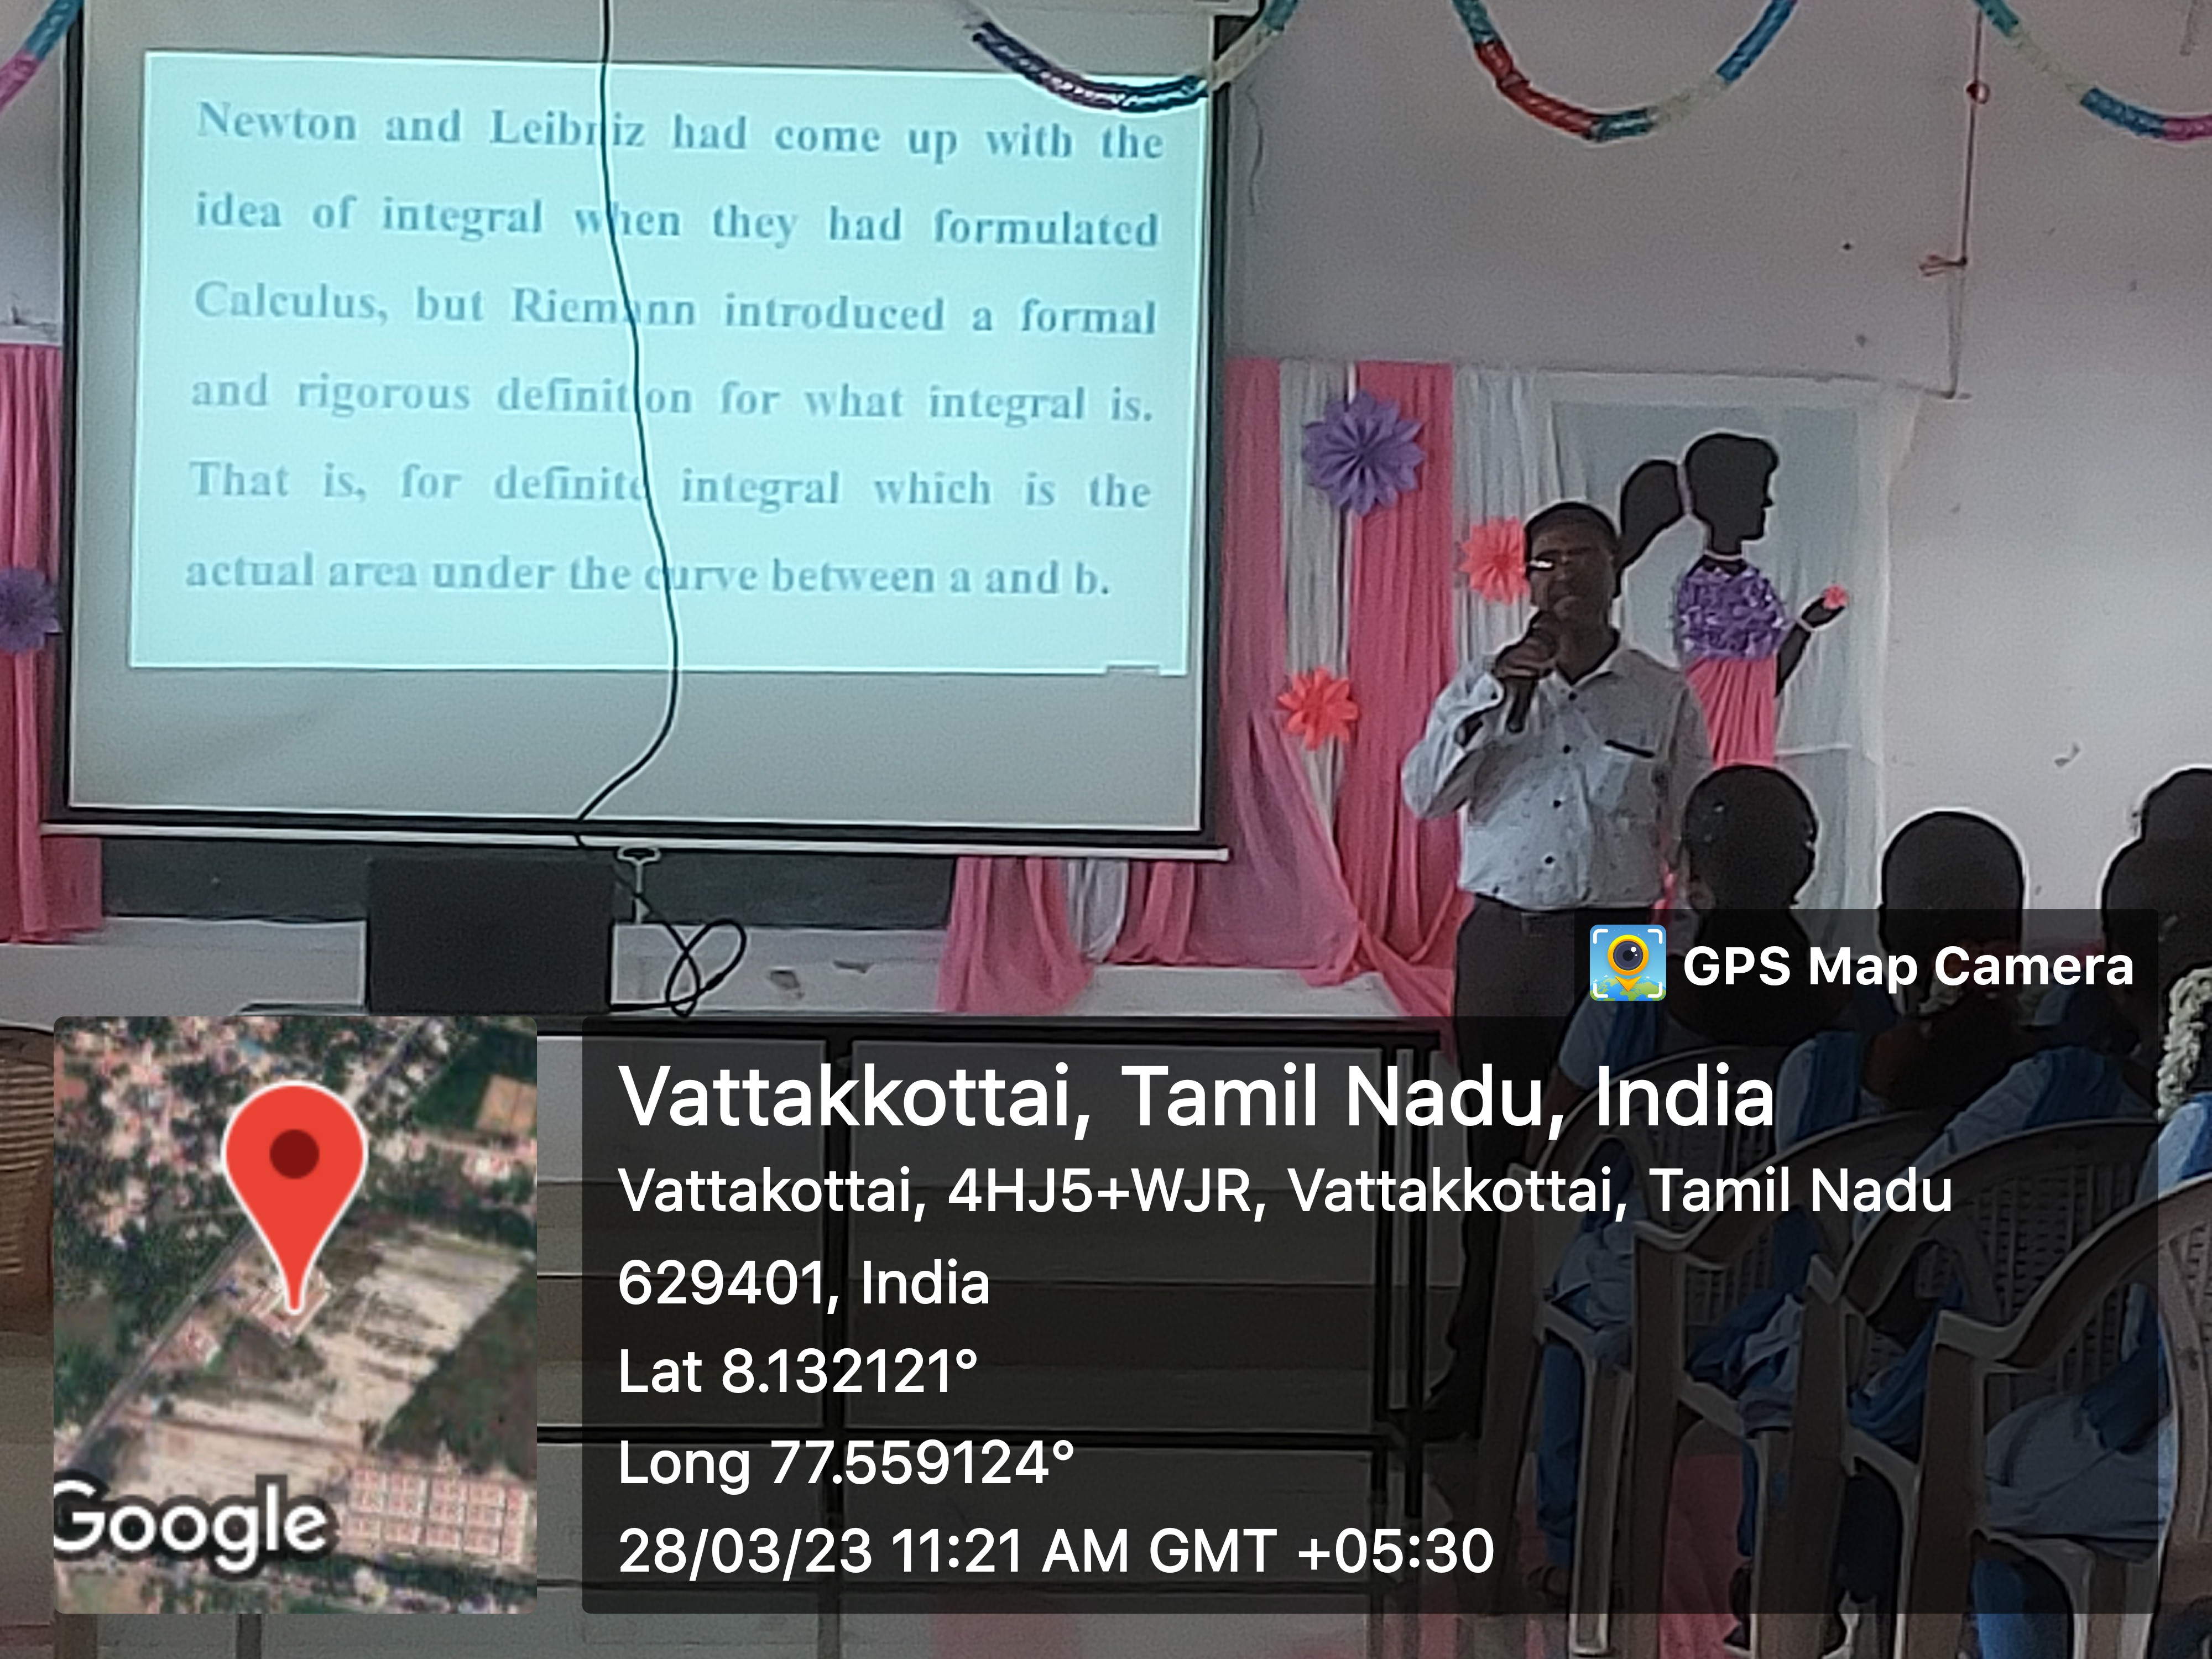 Newton and Leibniz had come up with the
idea of integral when they had formulated
Calculus, but Riemann introduced a formal
and rigorous definition for what integral is.
That is, for definite integral which is the
actual area under the curve between a and b.
GPS Map Camera
Vattakkottai, Tamil Nadu, India
Vattakottai, 4HJ5+WJR, Vattakkottai, Tamil Nadu
629401, India
Lat 8.132121°
Long 77.559124°
28/03/23 11:21 AM GMT +05:30
Google